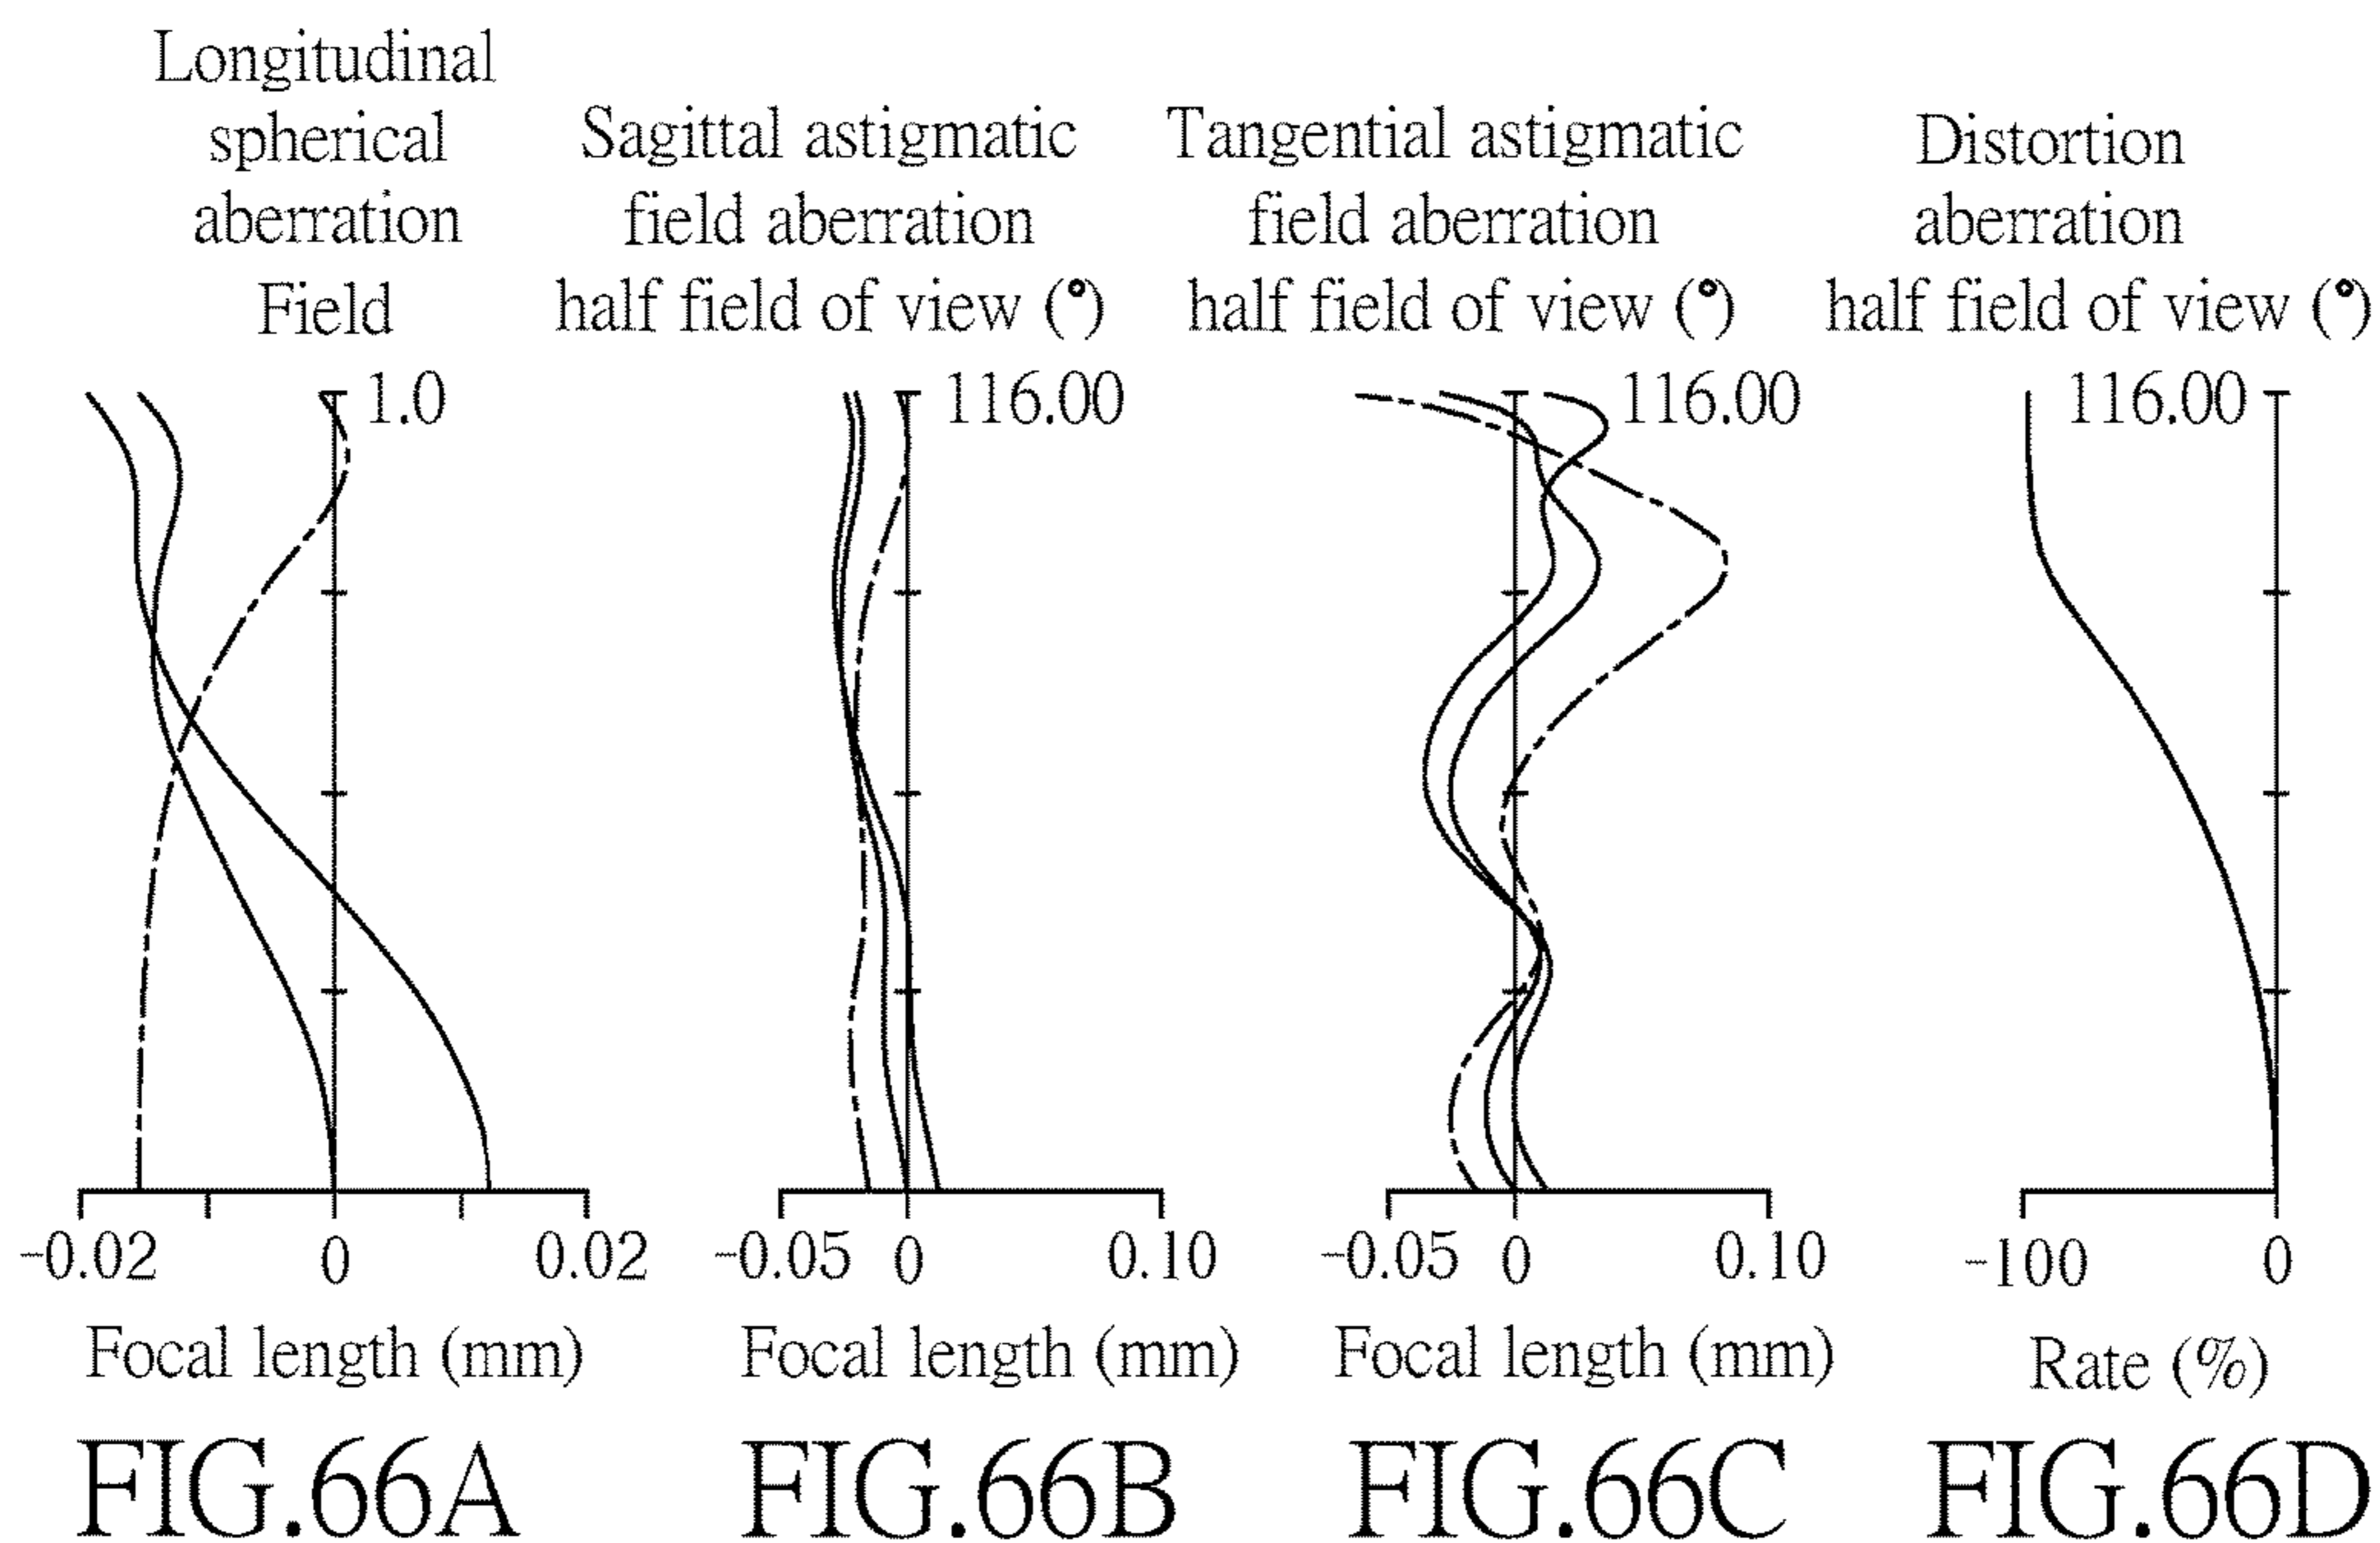 Longitudinal
spherical
aberration
Field
1.0
-0.02
0
0.02
Focal length (mm)
FIG.66A
Sagittal astigmatic
field aberration
half field of view (°)
116.00
-0.05
0
0.10
Focal length (mm)
FIG.66B
Tangential astigmatic
field aberration
half field of view (°)
116.00
-0.05
0
0.10
Focal length (mm)
FIG.66C
Distortion
aberration
half field of view (°)
116.00
-100
0
Rate (%)
FIG.66D